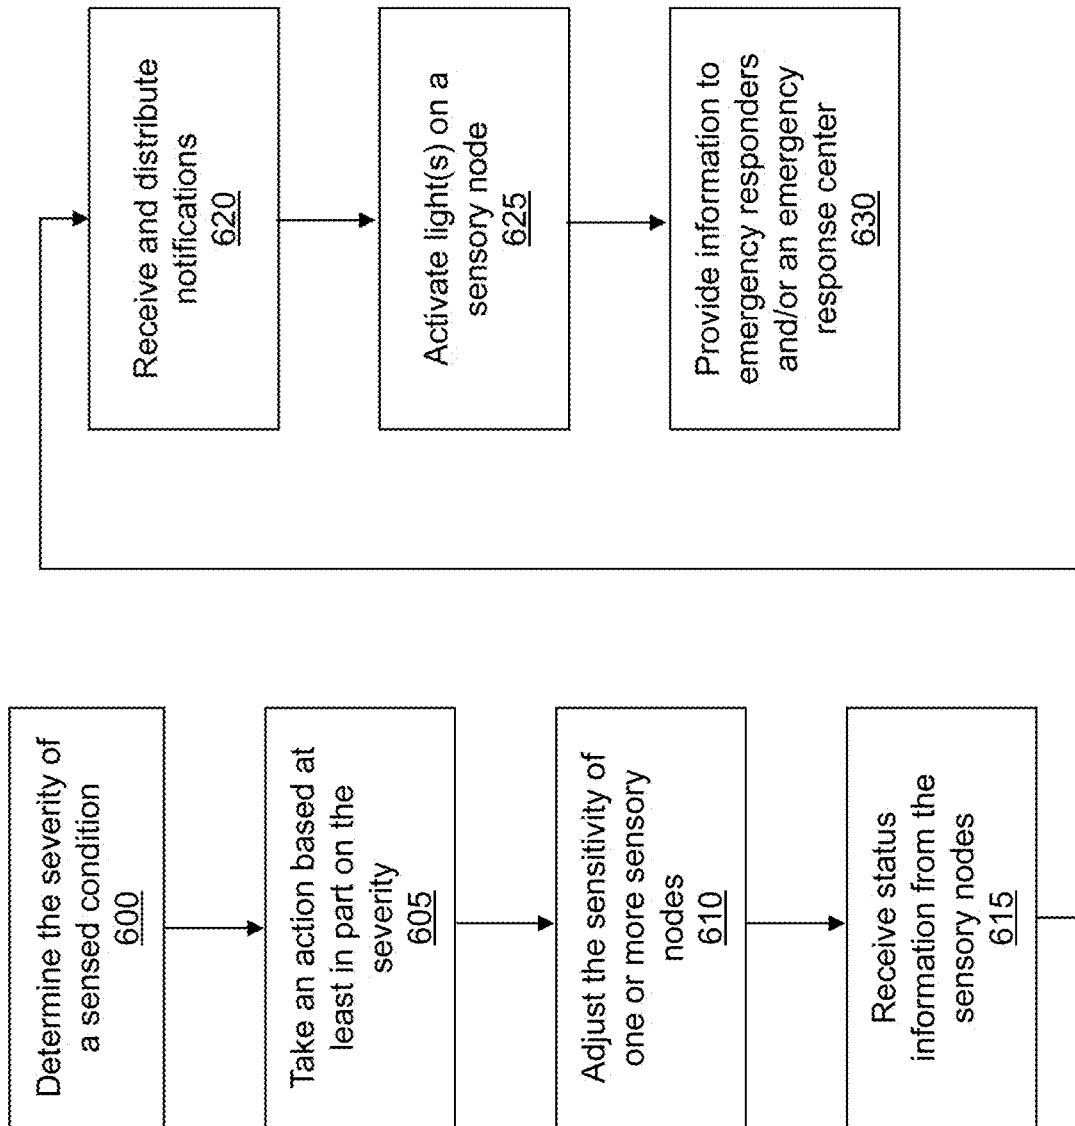 Determine the severity of
a sensed condition
600
Take an action based at
least in part on the
severity
605
Adjust the sensitivity of
one or more sensory
nodes
610
Receive status
information from the
sensory nodes
615
Receive and distribute
notifications
620
Activate light(s) on a
sensory node
625
Provide information to
emergency responders
and/or an emergency
response center
630